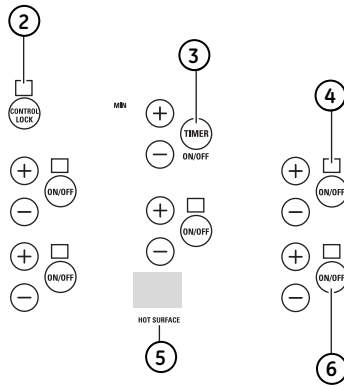 2
3
4
CONTROL
LOCK
MIN
+
TIMER
−
ON/OFF
+
ON/OFF
−
+
ON/OFF
−
+
ON/OFF
−
+
ON/OFF
−
+
ON/OFF
−
HOT SURFACE
5
6